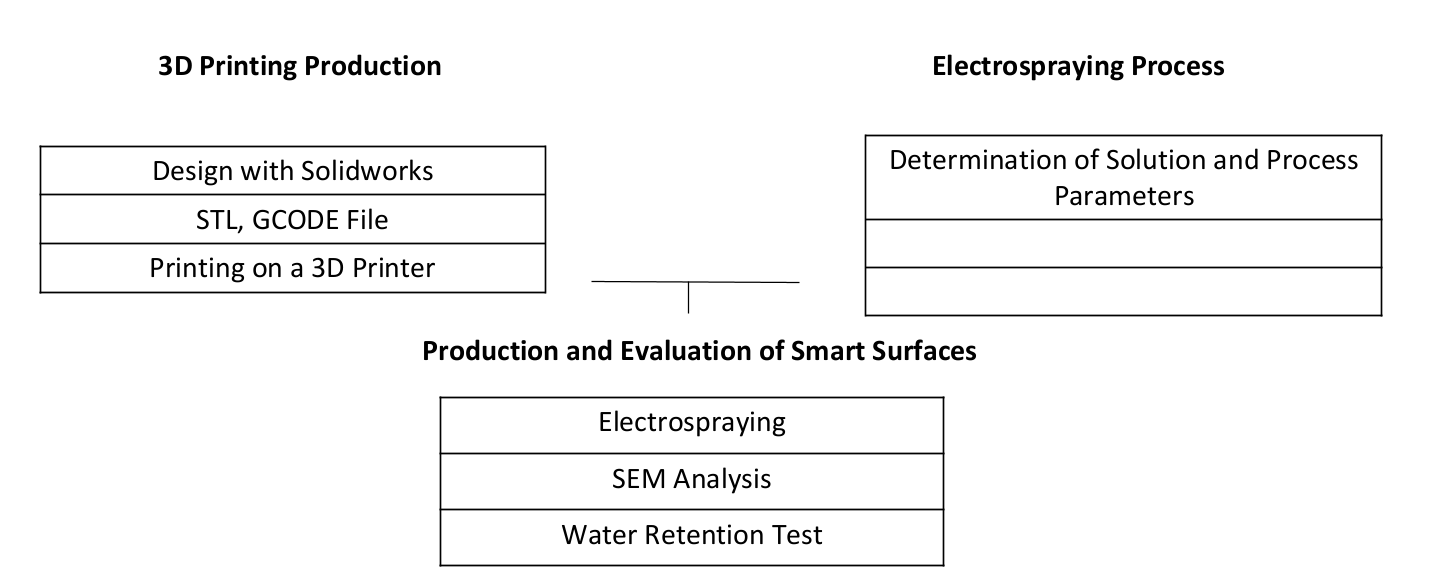 3D Printing Production
Design with Solidworks
STL, GCODE File
Printing on a 3D Printer
Electrospraying Process
Determination of Solution and Process
Parameters
Production and Evaluation of Smart Surfaces
Electrospraying
SEM Analysis
Water Retention Test